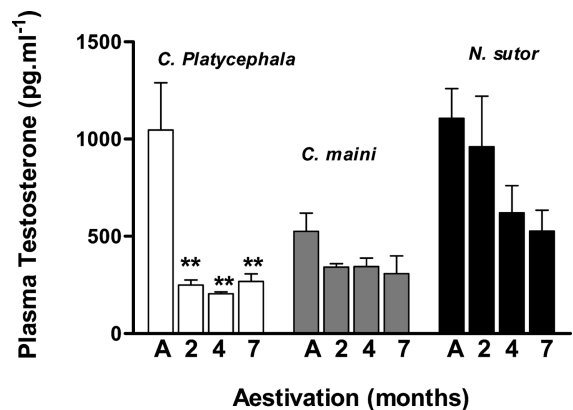 Plasma Testosterone (pg.ml-1)
1500
1000
500
0
C. Platycephala
C. maini
N. sutor
** ** **
A 2 4 7 A 2 4 7 A 2 4 7
Aestivation (months)